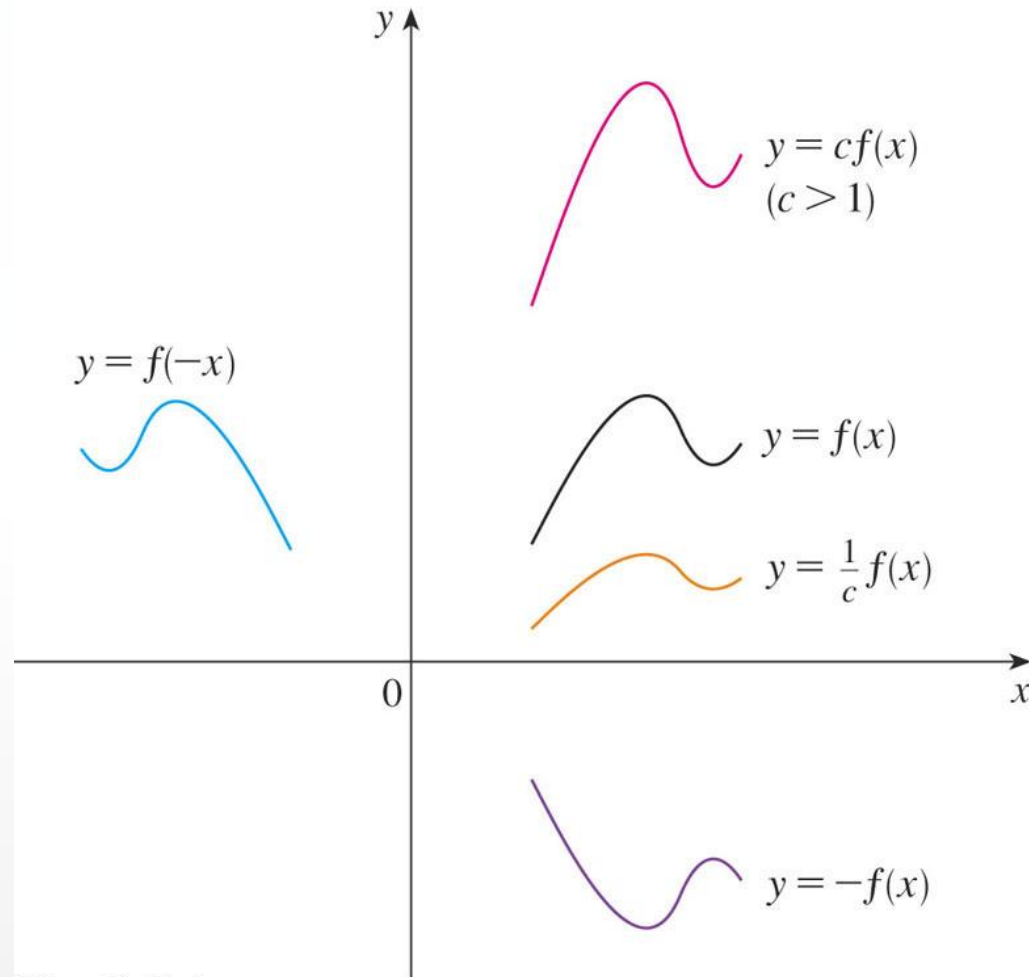 y
y = cf(x)
(c > 1)
y = f(−x)
y = f(x)
y = 1/c f(x)
0
x
y = −f(x)